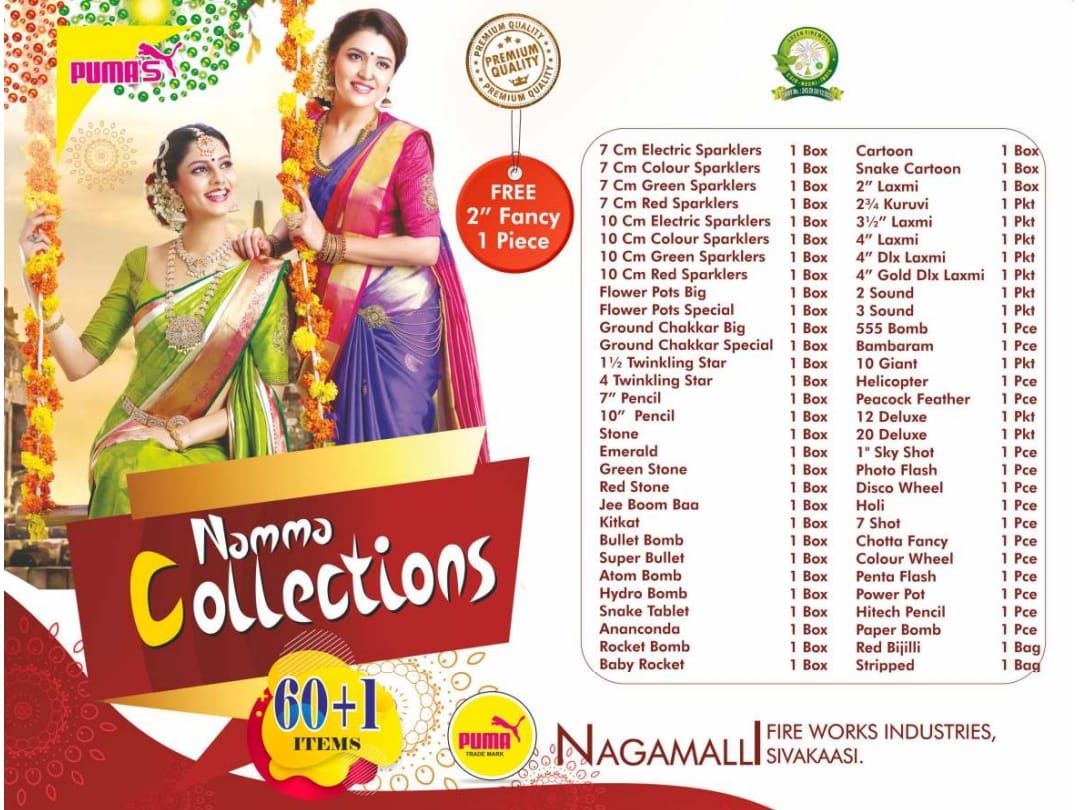 PUMA'S
PREMIUM QUALITY
PREMIUM QUALITY
PREMIUM QUALITY
GREEN FIREWORKS
CSIR-NEERI-INDIA
FREE
2” Fancy
1 Piece
7 Cm Electric Sparklers 1 Box
7 Cm Colour Sparklers 1 Box
7 Cm Green Sparklers 1 Box
7 Cm Red Sparklers 1 Box
10 Cm Electric Sparklers 1 Box
10 Cm Colour Sparklers 1 Box
10 Cm Green Sparklers 1 Box
10 Cm Red Sparklers 1 Box
Flower Pots Big 1 Box
Flower Pots Special 1 Box
Ground Chakkar Big 1 Box
Ground Chakkar Special 1 Box
1½ Twinkling Star 1 Box
4 Twinkling Star 1 Box
7” Pencil 1 Box
10” Pencil 1 Box
Stone 1 Box
Emerald 1 Box
Green Stone 1 Box
Red Stone 1 Box
Jee Boom Baa 1 Box
Kitkat 1 Box
Bullet Bomb 1 Box
Super Bullet 1 Box
Atom Bomb 1 Box
Hydro Bomb 1 Box
Snake Tablet 1 Box
Ananconda 1 Box
Rocket Bomb 1 Box
Baby Rocket 1 Box
Cartoon 1 Box
Snake Cartoon 1 Box
2” Laxmi 1 Box
2¾ Kuruvi 1 Pkt
3½” Laxmi 1 Pkt
4” Laxmi 1 Pkt
4” Dlx Laxmi 1 Pkt
4” Gold Dlx Laxmi 1 Pkt
2 Sound 1 Pkt
3 Sound 1 Pkt
555 Bomb 1 Pce
Bambaram 1 Pce
10 Giant 1 Pkt
Helicopter 1 Pce
Peacock Feather 1 Pce
12 Deluxe 1 Pkt
20 Deluxe 1 Pkt
1" Sky Shot 1 Pce
Photo Flash 1 Pce
Disco Wheel 1 Pce
Holi 1 Pce
7 Shot 1 Pce
Chotta Fancy 1 Pce
Colour Wheel 1 Pce
Penta Flash 1 Pce
Power Pot 1 Pce
Hitech Pencil 1 Pce
Paper Bomb 1 Pce
Red Bijilli 1 Bag
Stripped 1 Bag
Namma
Collections
60+1
ITEMS
PUMA
TRADE MARK
NAGAMALLI FIRE WORKS INDUSTRIES,
SIVAKAASI.